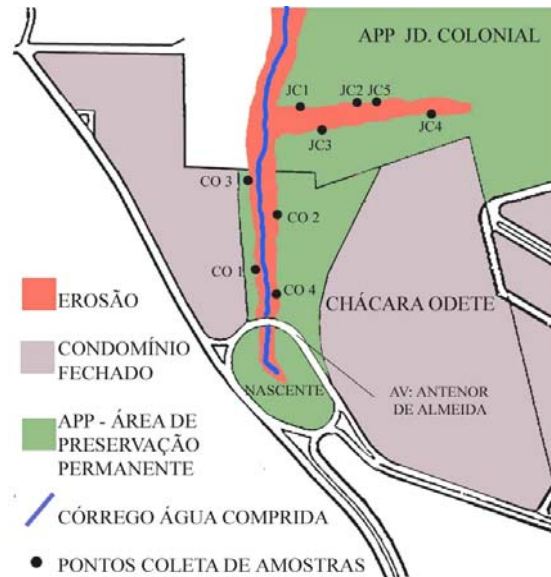 APP JD. COLONIAL
JC1
JC2
JC5
JC3
JC4
CO 3
CO 2
CO 1
CO 4
EROSÃO
CHÁCARA ODETE
CONDOMÍNIO
FECHADO
NASCENTE
AV: ANTENOR
DE ALMEIDA
APP - ÁREA DE
PRESERVAÇÃO
PERMANENTE
CÓRREGO ÁGUA COMPRIDA
PONTOS COLETA DE AMOSTRAS